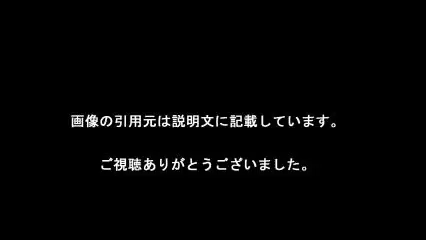 画像の引用元は説明文に記載しています。
ご視聴ありがとうございました。